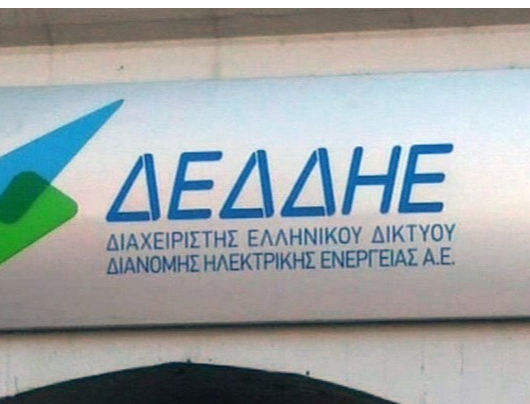 ΔΕΔΔΗΕ
ΔΙΑΧΕΙΡΙΣΤΗΣ ΕΛΛΗΝΙΚΟΥ ΔΙΚΤΥΟΥ
ΔΙΑΝΟΜΗΣ ΗΛΕΚΤΡΙΚΗΣ ΕΝΕΡΓΕΙΑΣ Α.Ε.